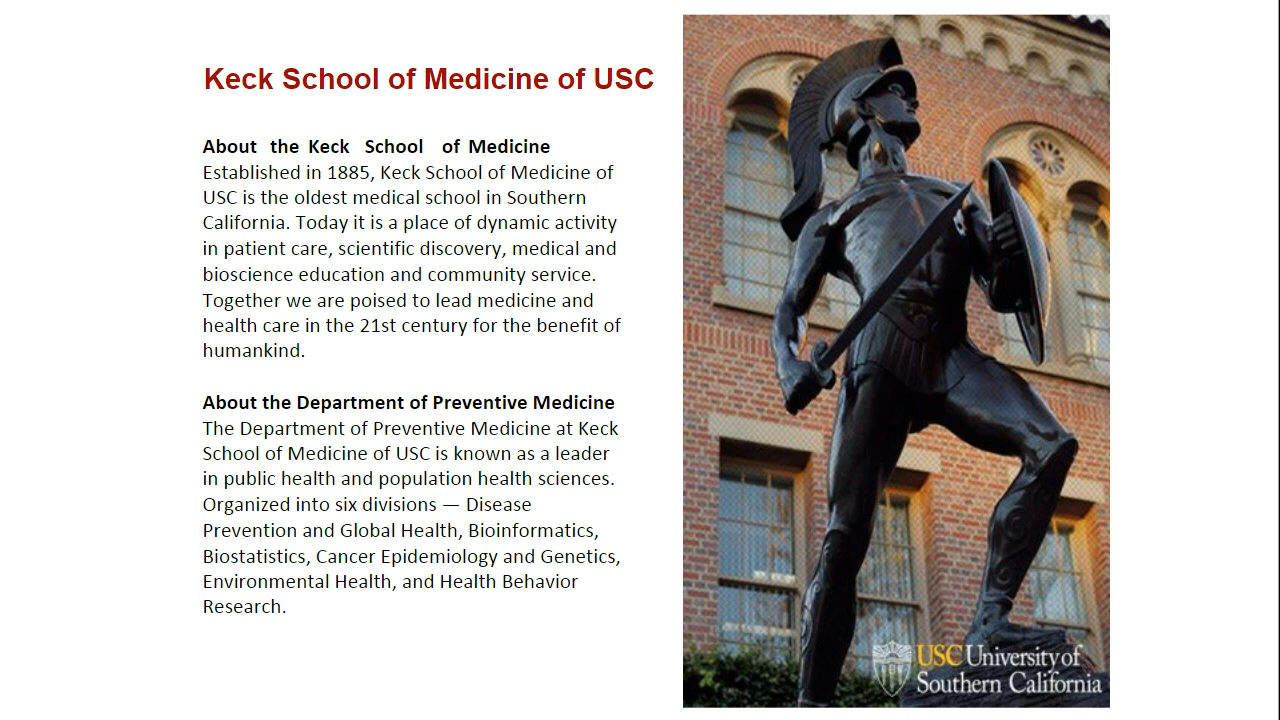 Keck School of Medicine of USC
About the Keck School of Medicine
Established in 1885, Keck School of Medicine of
USC is the oldest medical school in Southern
California. Today it is a place of dynamic activity
in patient care, scientific discovery, medical and
bioscience education and community service.
Together we are poised to lead medicine and
health care in the 21st century for the benefit of
humankind.
About the Department of Preventive Medicine
The Department of Preventive Medicine at Keck
School of Medicine of USC is known as a leader
in public health and population health sciences.
Organized into six divisions — Disease
Prevention and Global Health, Bioinformatics,
Biostatistics, Cancer Epidemiology and Genetics,
Environmental Health, and Health Behavior
Research.
USC University of
Southern California